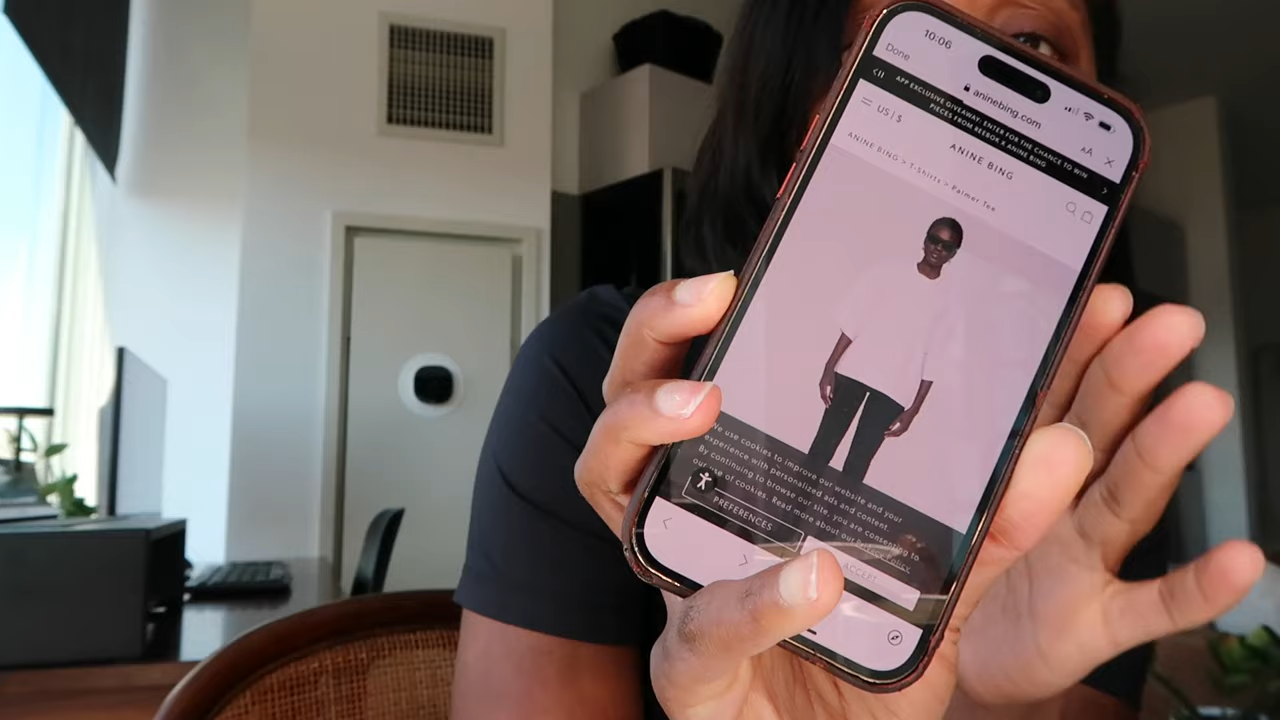 10:06
Done
aninebing.com
AA
APP EXCLUSIVE GIVEAWAY: ENTER FOR THE CHANCE TO WIN
PIECES FROM REEBOK X ANINE BING
US | $
ANINE BING
ANINE BING > T-Shirts > Palmer Tee
We use cookies to improve our website and your
experience with personalized ads and content.
By continuing to browse our site, you are consenting to
our use of cookies. Read more about our Privacy Policy.
PREFERENCES
ACCEPT